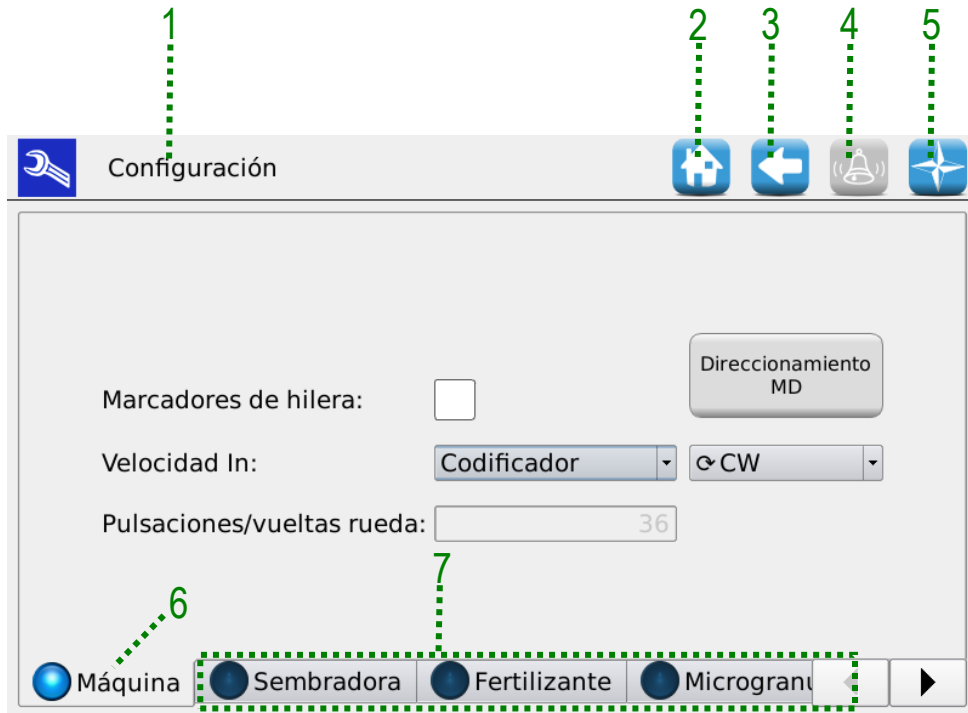 1 2 3 4 5
Configuración
Direccionamiento
MD
Marcadores de hilera:
Velocidad In: Codificador CW
Pulsaciones/vueltas rueda: 36
7
6
Máquina Sembradora Fertilizante Microgranu